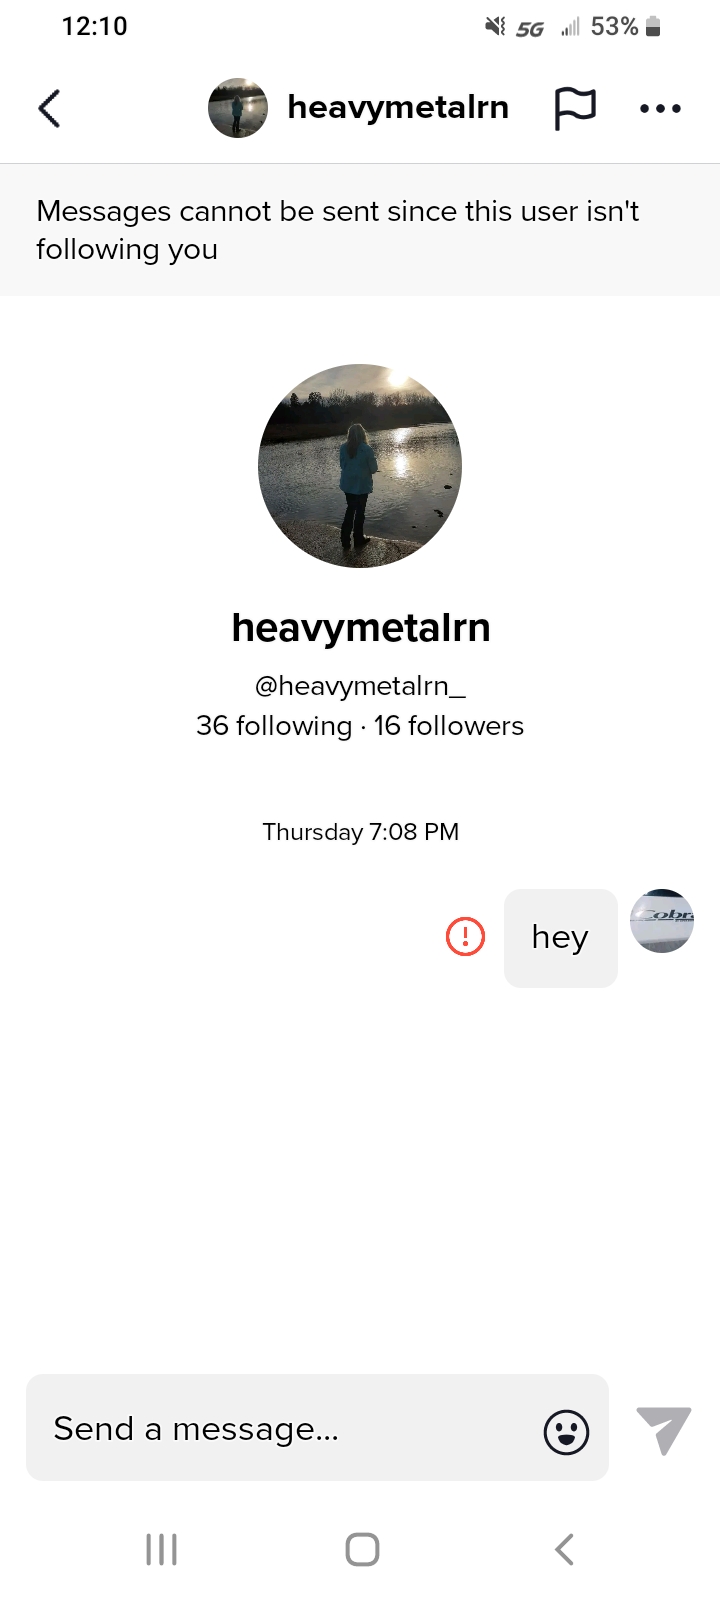 12:10 5G 53%
heavymetalrn
Messages cannot be sent since this user isn't
following you
heavymetalrn
@heavymetalrn_
36 following · 16 followers
Thursday 7:08 PM
hey
Cobra
Send a message...